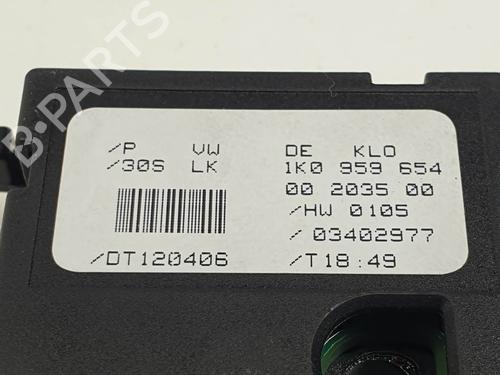 B-PARTS
/P VW DE KLO
/30S LK 1K0 959 654
00 2035 00
/HW 0105
/03402977
/DT120406 /T18:49